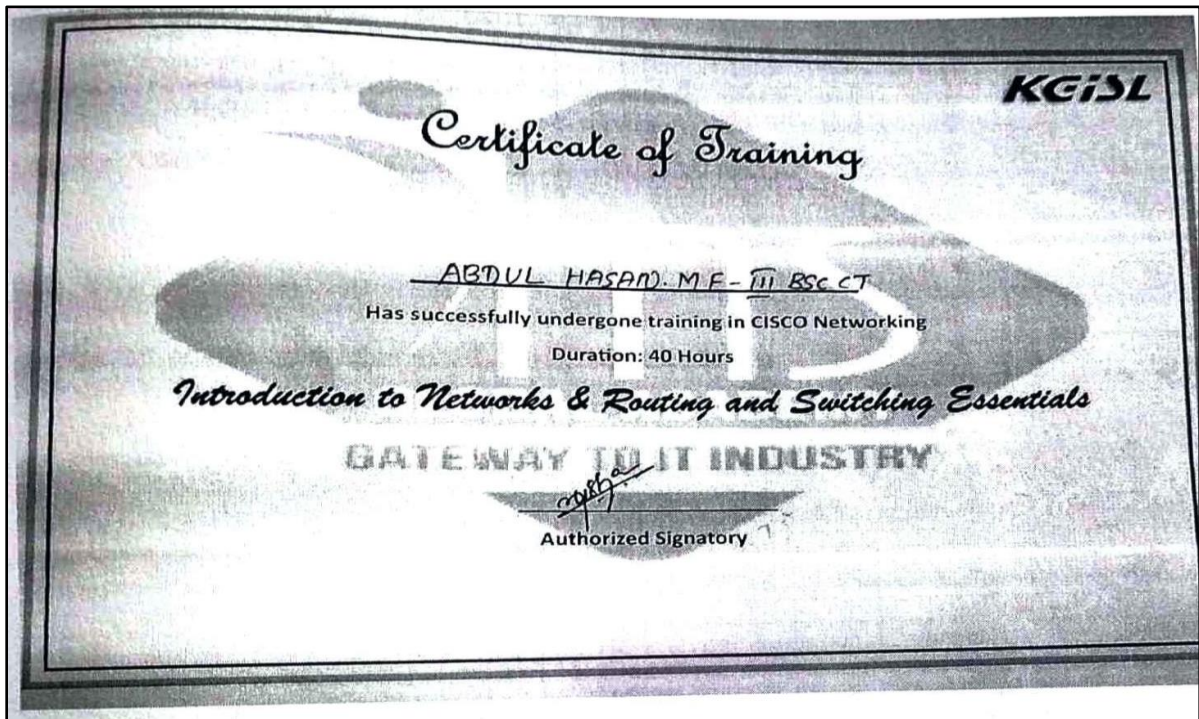 KGiSL
Certificate of Training
ABDUL HASAN. M F - III BSC CT
Has successfully undergone training in CISCO Networking
Duration: 40 Hours
Introduction to Networks & Routing and Switching Essentials
GATEWAY TO IT INDUSTRY
Authorized Signatory